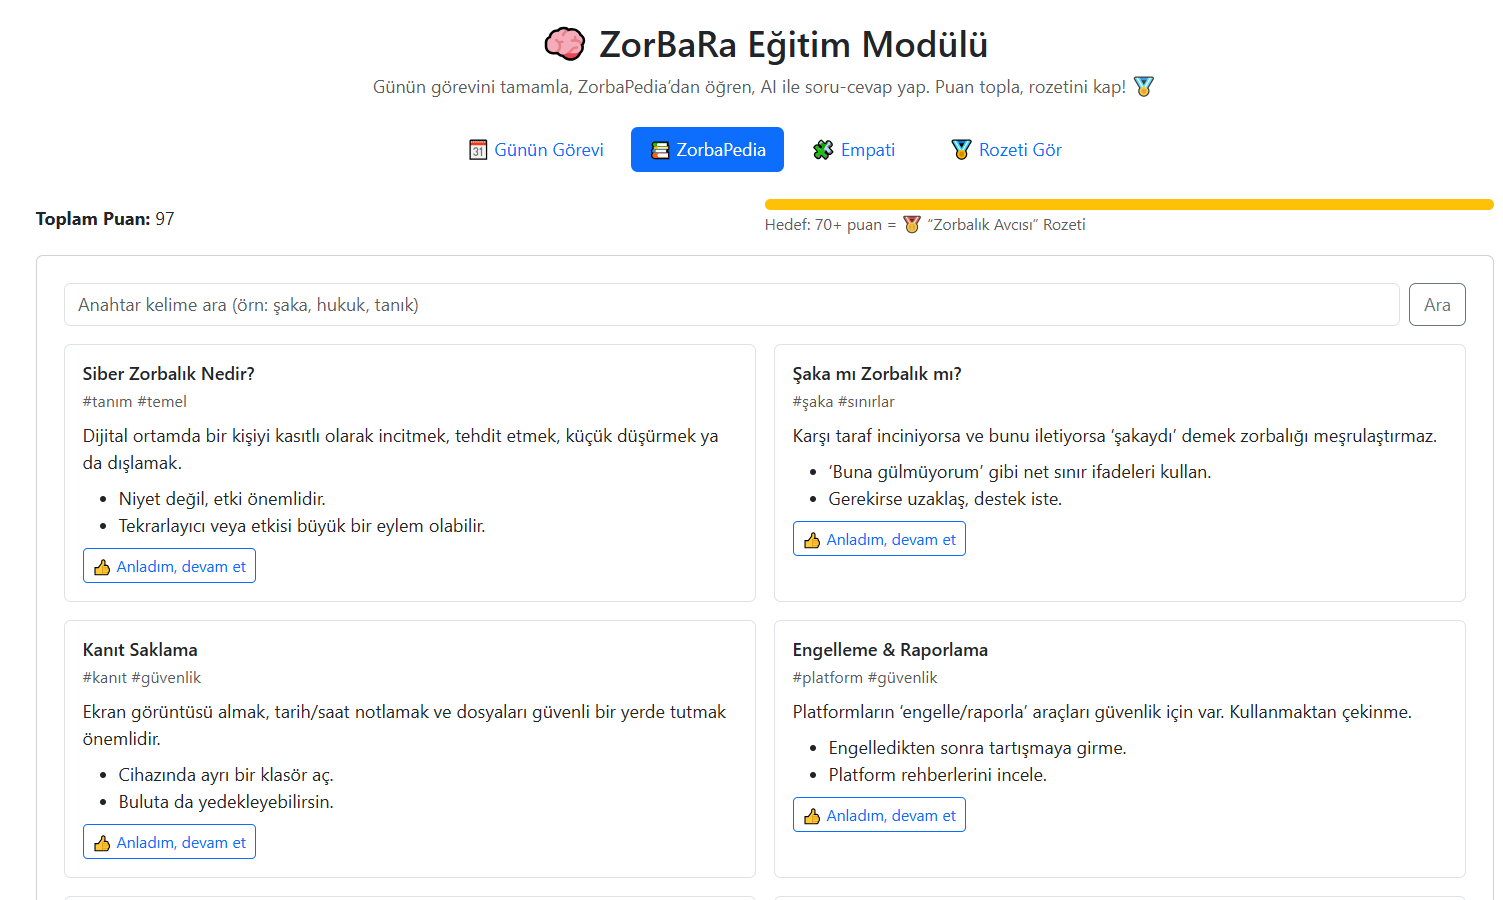 ZorBaRa Eğitim Modülü
Günün görevini tamamla, ZorbaPedia’dan öğren, AI ile soru-cevap yap. Puan topla, rozetini kap!
31 Günün Görevi
ZorbaPedia
Empati
Rozeti Gör
Toplam Puan: 97
Hedef: 70+ puan = “Zorbalık Avcısı” Rozeti
Anahtar kelime ara (örn: şaka, hukuk, tanık)
Ara
Siber Zorbalık Nedir?
#tanım #temel
Dijital ortamda bir kişiyi kasıtlı olarak incitmek, tehdit etmek, küçük düşürmek ya
da dışlamak.
• Niyet değil, etki önemlidir.
• Tekrarlayıcı veya etkisi büyük bir eylem olabilir.
Anladım, devam et
Şaka mı Zorbalık mı?
#şaka #sınırlar
Karşı taraf inciniyorsa ve bunu iletiyorsa ‘şakaydı’ demek zorbalığı meşrulaştırmaz.
• ‘Buna gülmüyorum’ gibi net sınır ifadeleri kullan.
• Gerekirse uzaklaş, destek iste.
Anladım, devam et
Kanıt Saklama
#kanıt #güvenlik
Ekran görüntüsü almak, tarih/saat notlamak ve dosyaları güvenli bir yerde tutmak
önemlidir.
• Cihazında ayrı bir klasör aç.
• Buluta da yedekleyebilirsin.
Anladım, devam et
Engelleme & Raporlama
#platform #güvenlik
Platformların ‘engelle/raporla’ araçları güvenlik için var. Kullanmaktan çekinme.
• Engelledikten sonra tartışmaya girme.
• Platform rehberlerini incele.
Anladım, devam et